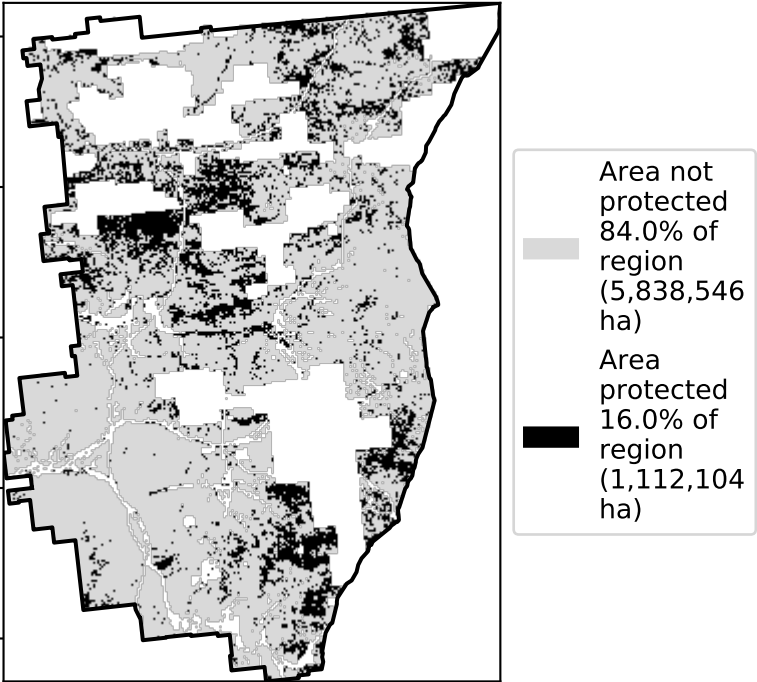 Area not
protected
84.0% of
region
(5,838,546
ha)
Area
protected
16.0% of
region
(1,112,104
ha)